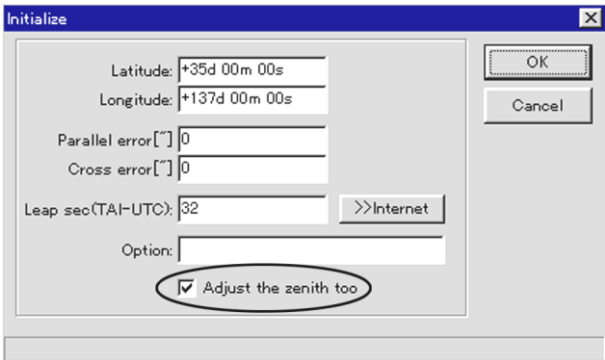 Initialize
Latitude: +35d 00m 00s
Longitude: +137d 00m 00s
Parallel error[″] 0
Cross error[″] 0
Leap sec(TAI-UTC): 32 >>Internet
Option:
Adjust the zenith too
OK
Cancel